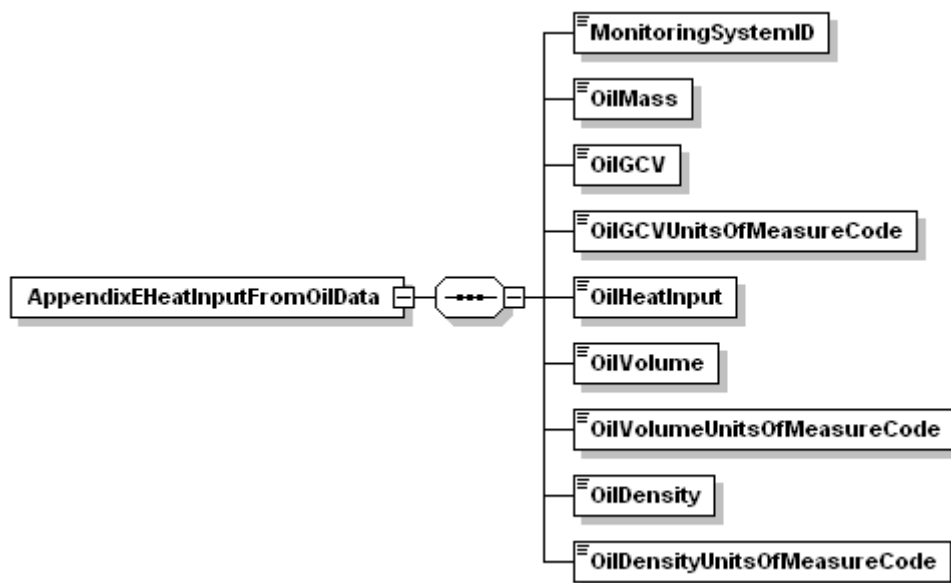 MonitoringSystemID
OilMass
OilGCV
OilGCVUnitsOfMeasureCode
AppendixEHeatInputFromOilData
OilHeatInput
OilVolume
OilVolumeUnitsOfMeasureCode
OilDensity
OilDensityUnitsOfMeasureCode